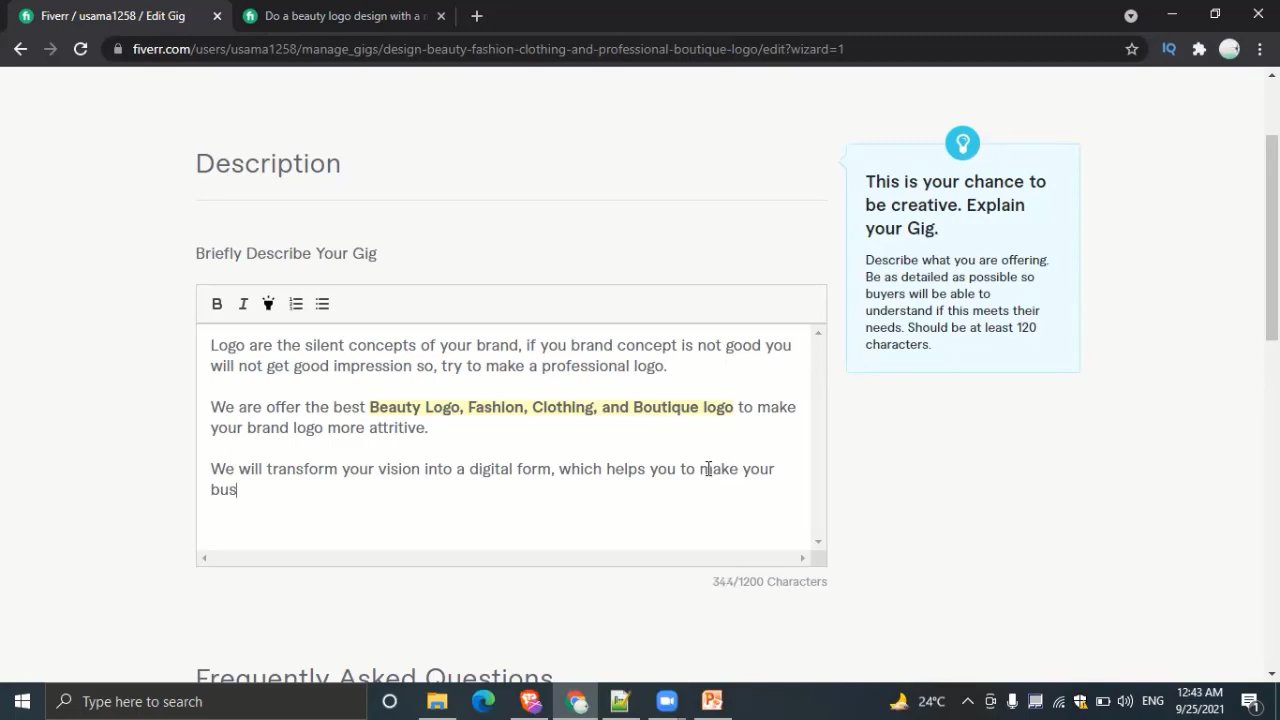 Fiverr / usama1258 / Edit Gig
Do a beauty logo design with a
fiverr.com/users/usama1258/manage_gigs/design-beauty-fashion-clothing-and-professional-boutique-logo/edit?wizard=1
IQ
Description
Briefly Describe Your Gig
B I
Logo are the silent concepts of your brand, if you brand concept is not good you
will not get good impression so, try to make a professional logo.
We are offer the best Beauty Logo, Fashion, Clothing, and Boutique logo to make
your brand logo more attritive.
We will transform your vision into a digital form, which helps you to make your
bus
344/1200 Characters
This is your chance to
be creative. Explain
your Gig.
Describe what you are offering.
Be as detailed as possible so
buyers will be able to
understand if this meets their
needs. Should be at least 120
characters.
Frequently Asked Questions
Type here to search
24°C
ENG
12:43 AM
9/25/2021
1